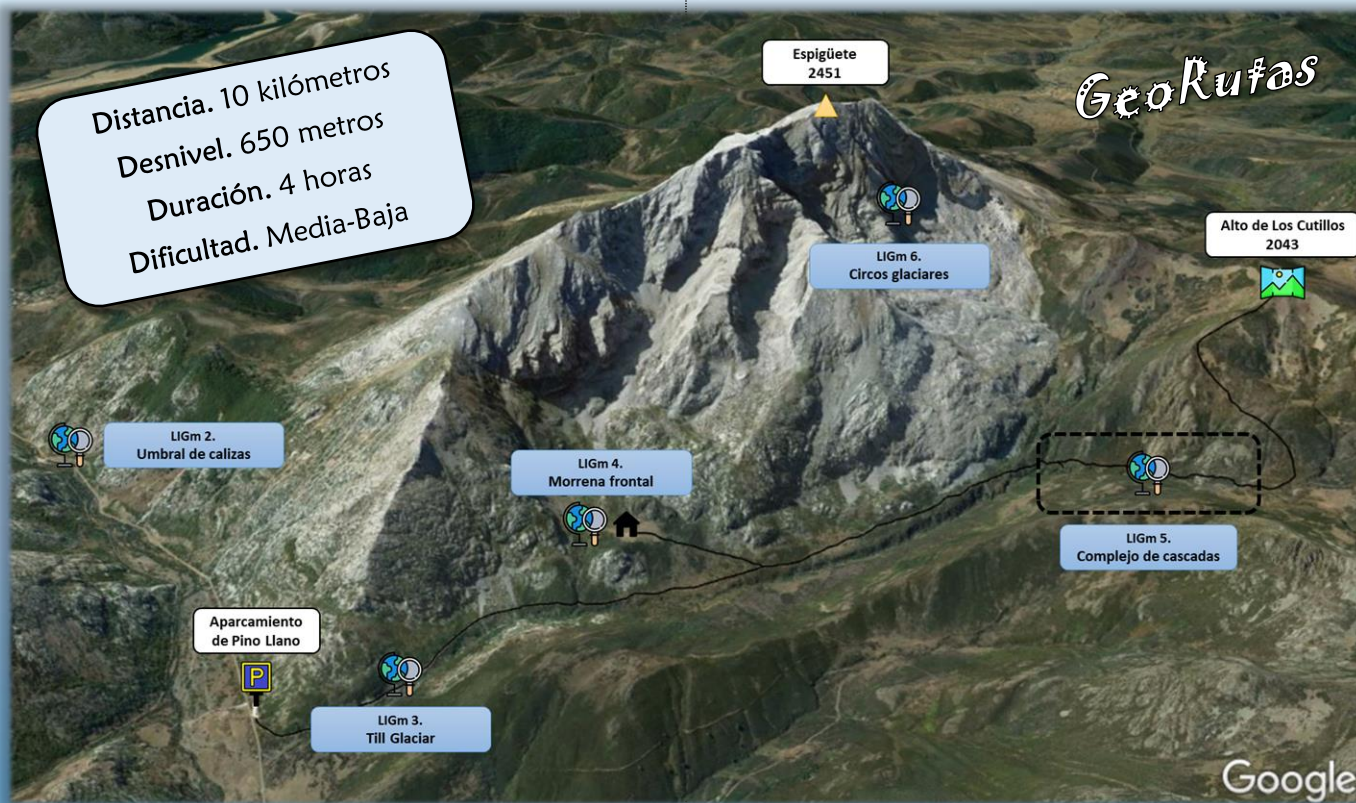 Distancia. 10 kilómetros
Desnivel. 650 metros
Duración. 4 horas
Dificultad. Media-Baja
Espigüete
2451
GeoRutas
LIGm 6.
Circos glaciares
Alto de Los Cutillos
2043
LIGm 2.
Umbral de calizas
LIGm 4.
Morrena frontal
LIGm 5.
Complejo de cascadas
Aparcamiento
de Pino Llano
P
LIGm 3.
Till Glaciar
Google